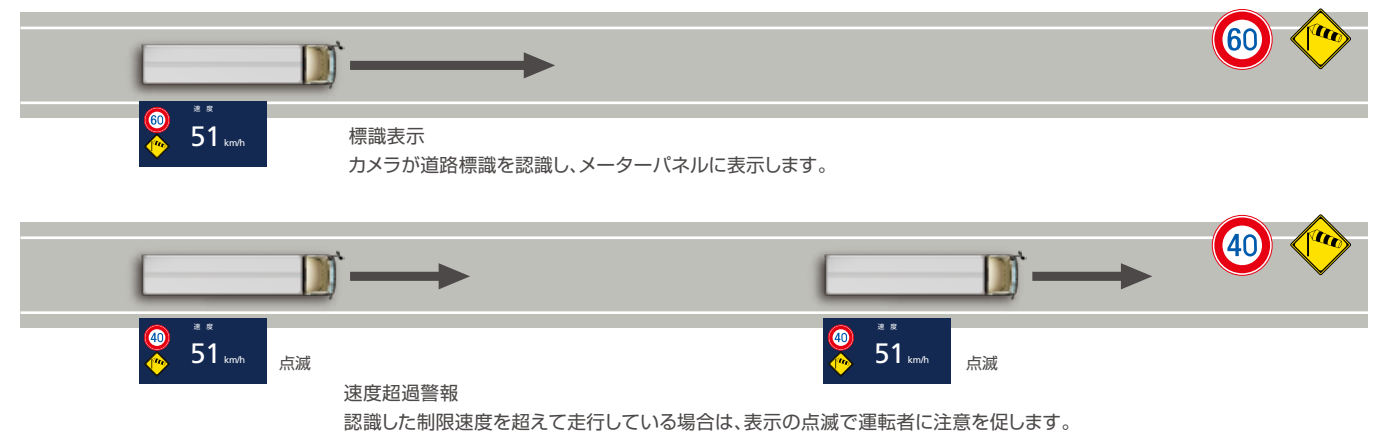 60
60
速度
51 km/h
標識表示
カメラが道路標識を認識し、メーターパネルに表示します。
40
40
速度
51 km/h
点滅
40
速度
51 km/h
点滅
速度超過警報
認識した制限速度を超えて走行している場合は、表示の点滅で運転者に注意を促します。